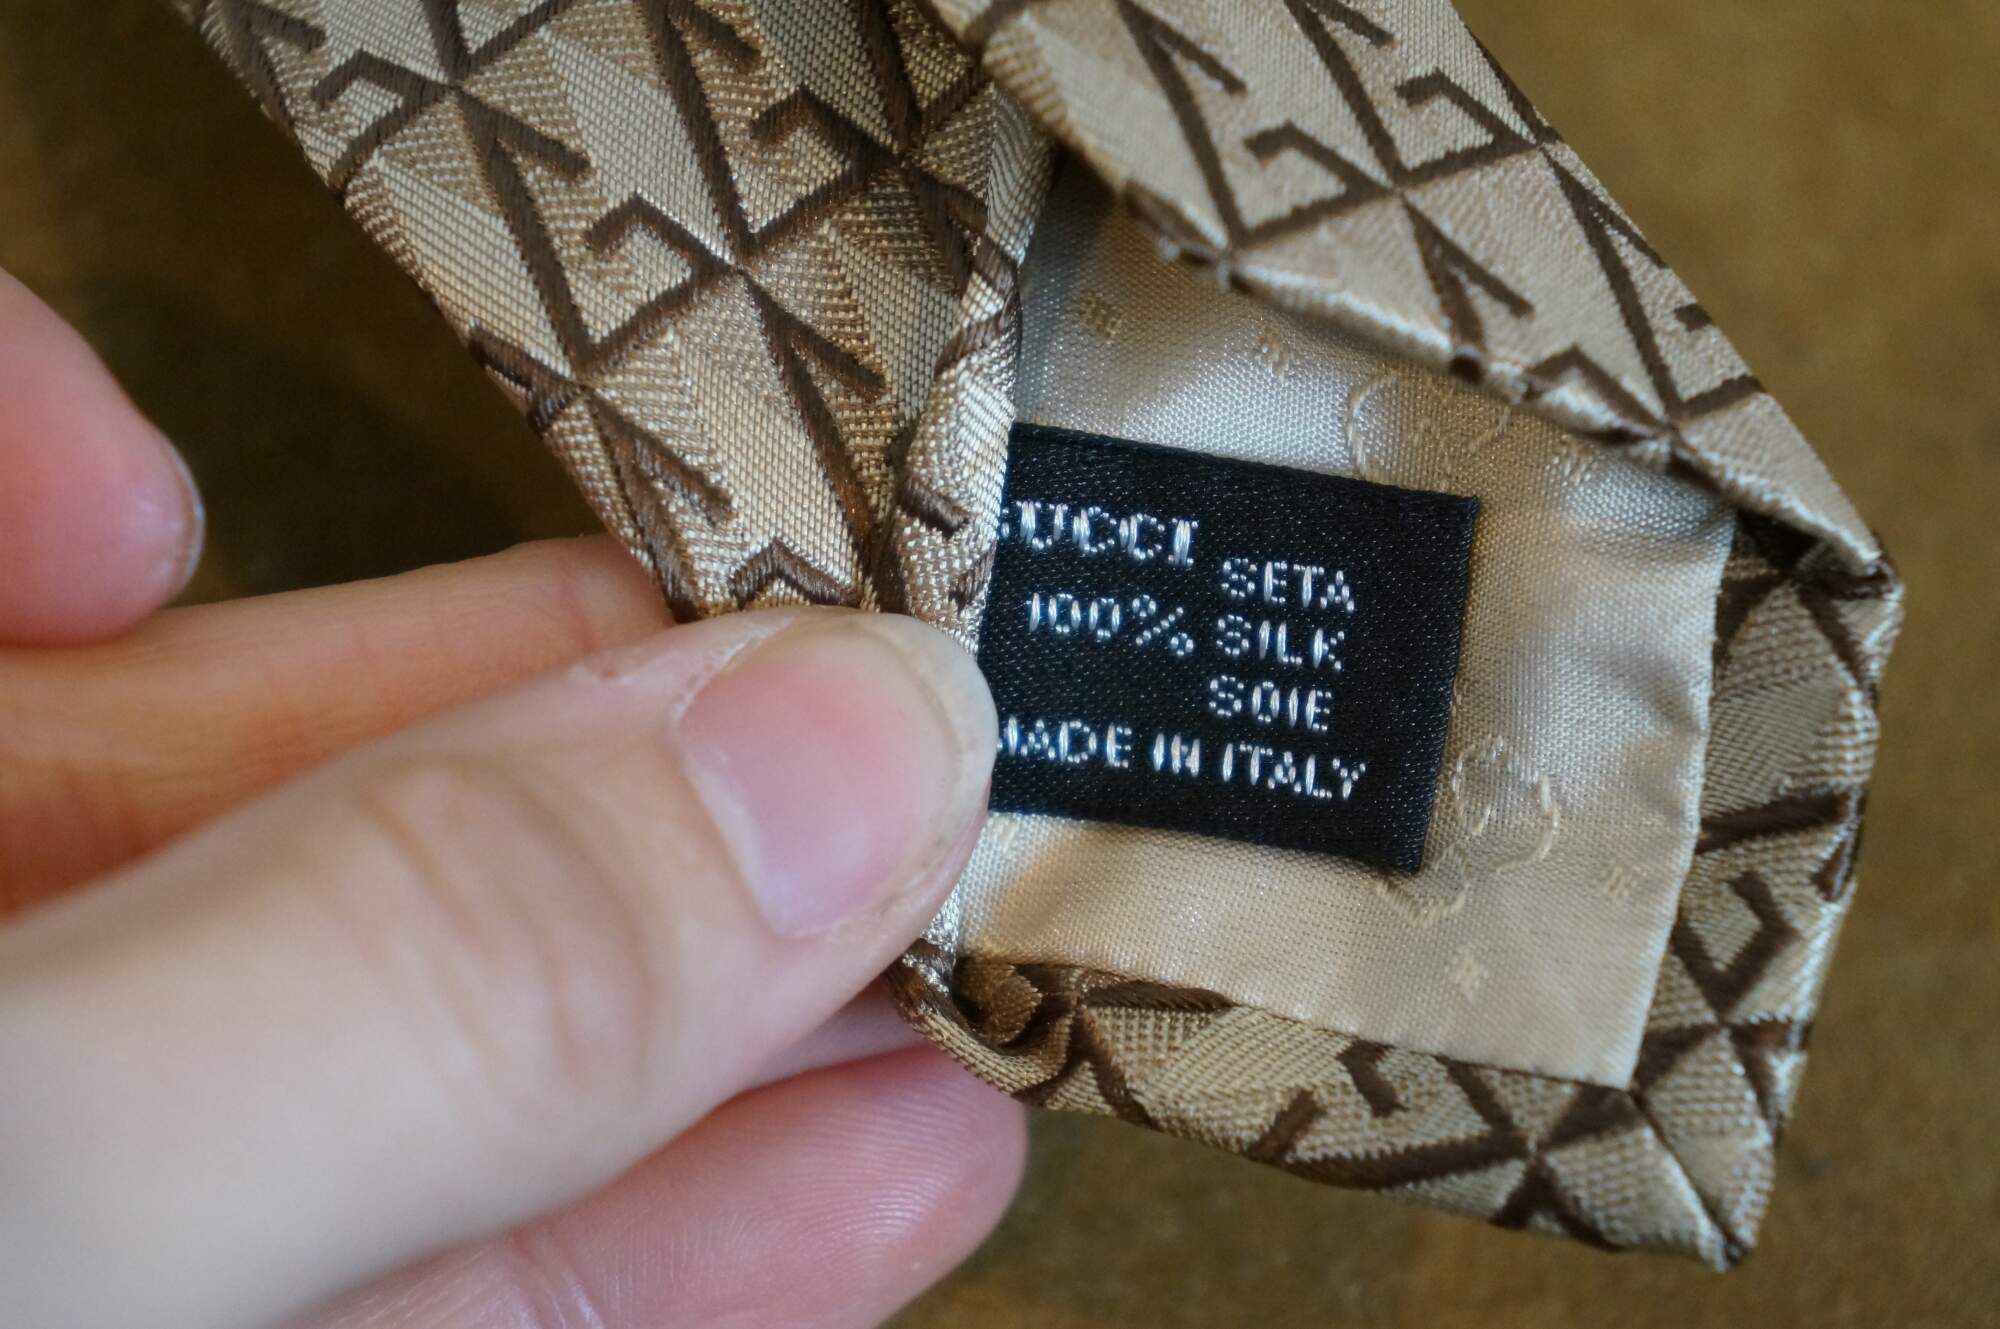 GUCCI
SETA
100% SILK
SOIE
MADE IN ITALY